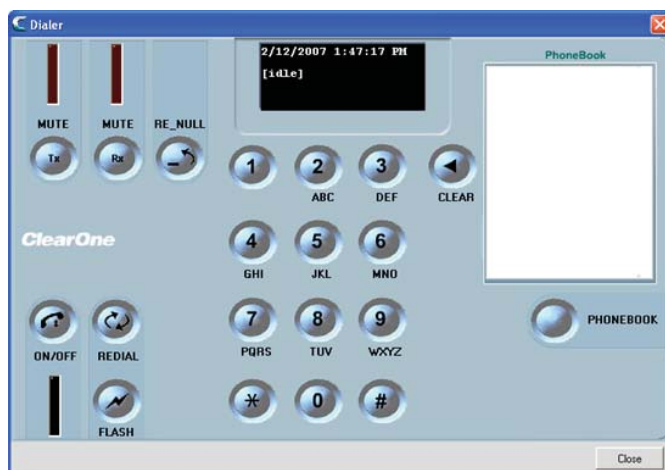 Dialer
2/12/2007 1:47:17 PM
[idle]
PhoneBook
MUTE MUTE RE_NULL
Tx Rx
1 2 3
ABC DEF CLEAR
ClearOne
4 5 6
GHI JKL MNO
7 8 9
PHONEBOOK
ON/OFF REDIAL
PQRS TUV WXYZ
* 0 #
FLASH
Close